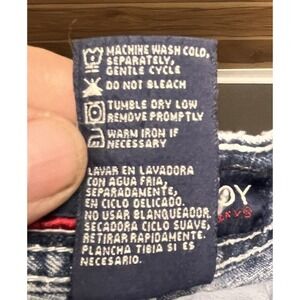 MACHINE WASH COLD,
SEPARATELY,
GENTLE CYCLE
DO NOT BLEACH
TUMBLE DRY LOW
REMOVE PROMPTLY
WARM IRON IF
NECESSARY
LAVAR EN LAVADORA
CON AGUA FRIA,
SEPARADAMENTE,
EN CICLO DELICADO.
NO USAR BLANQUEADOR.
SECADORA CICLO SUAVE,
RETIRAR RAPIDAMENTE.
PLANCHA TIBIA SI ES
NECESARIO.